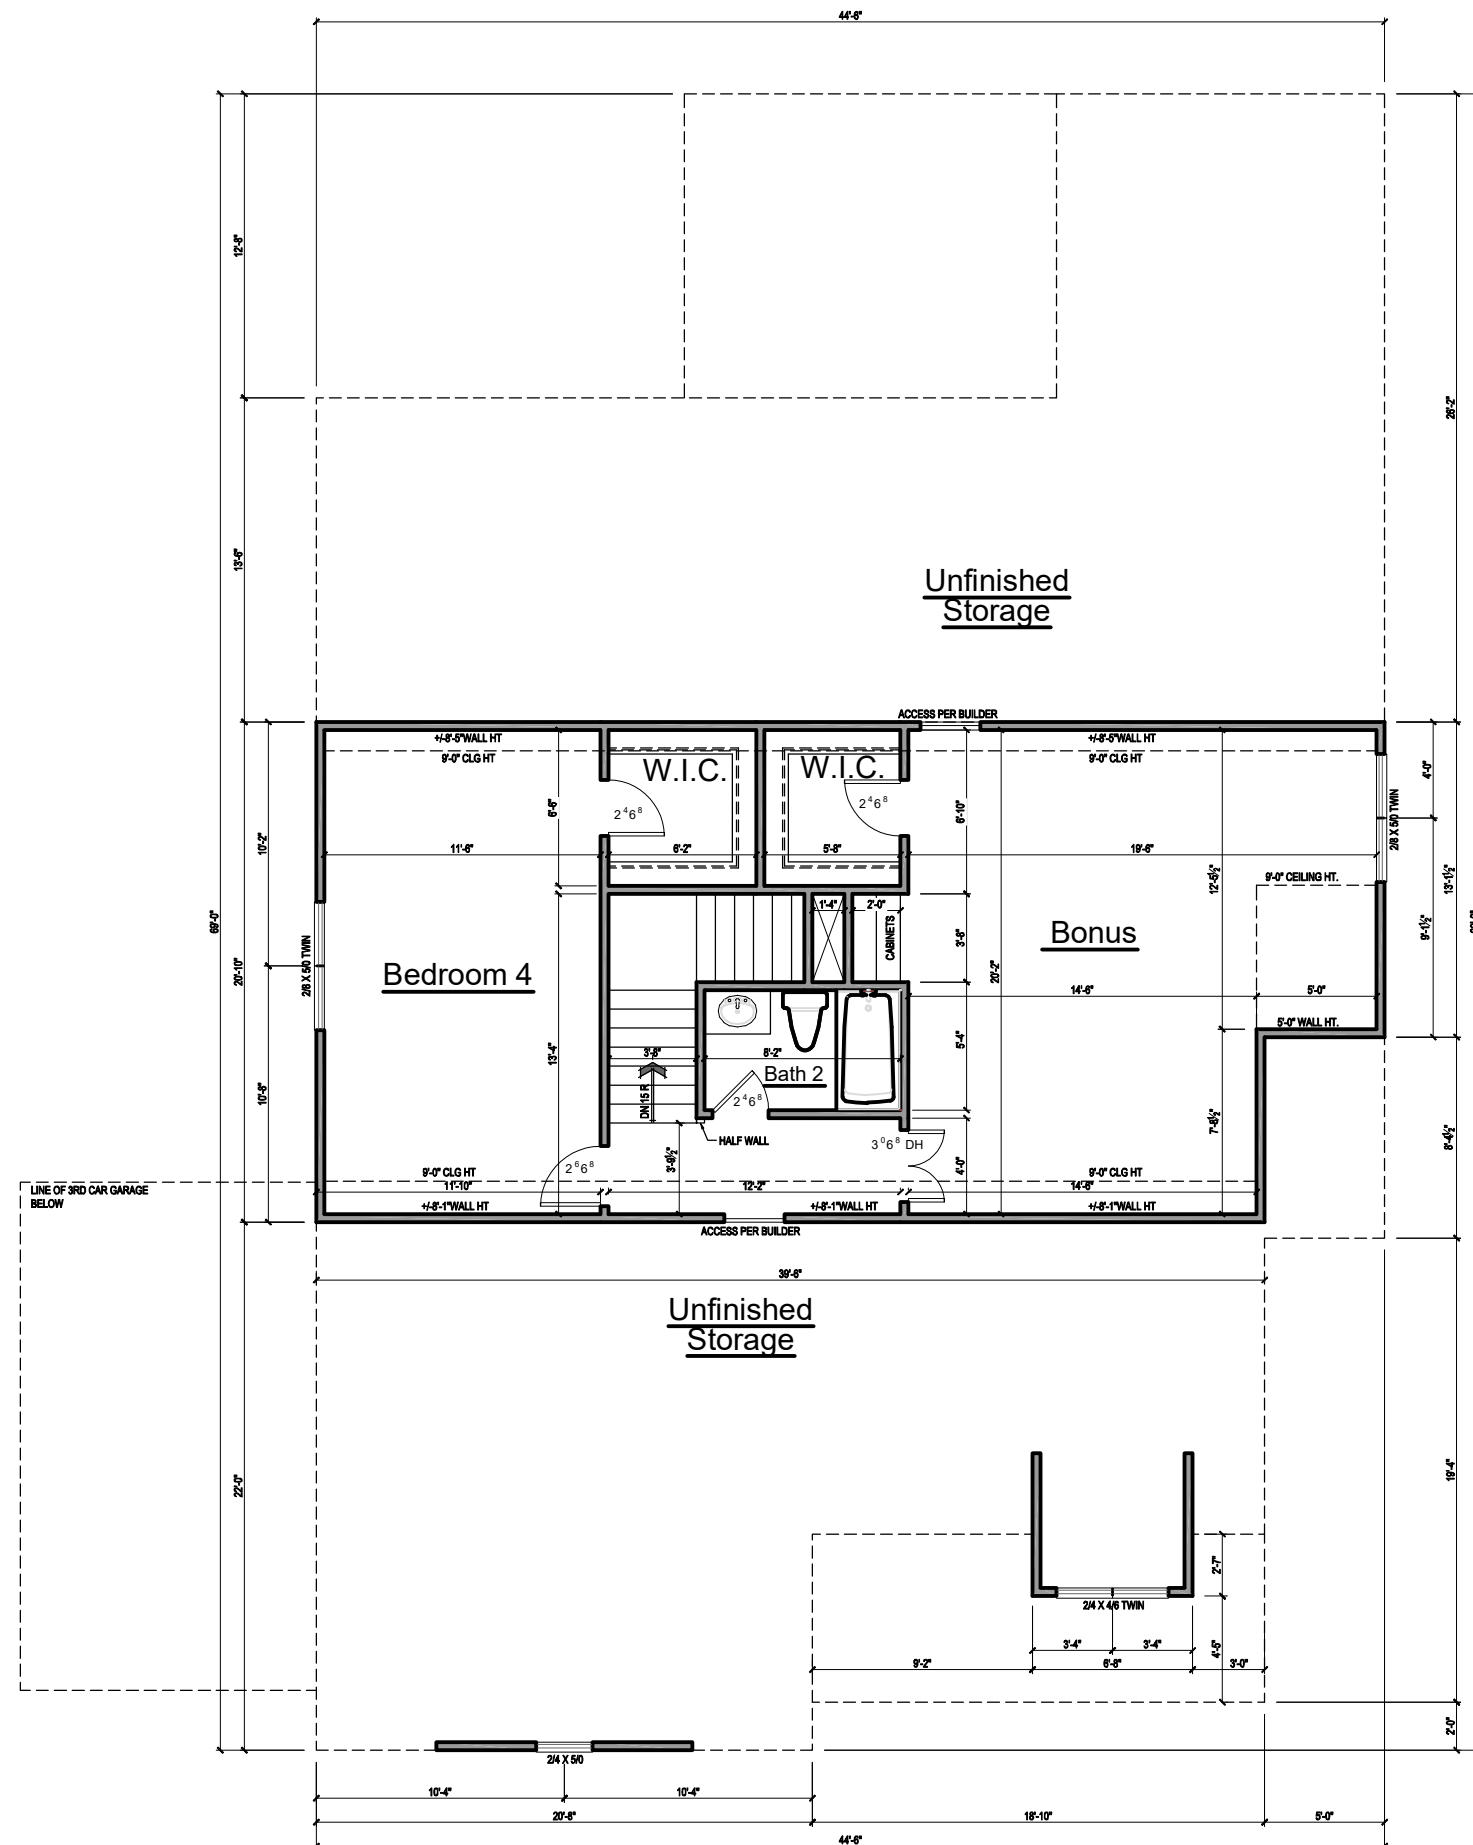 44'-6"
12'-8"
26'-2"
13'-6"
Unfinished
Storage
ACCESS PER BUILDER
+/-8'-5"WALL HT
9'-0" CLG HT
+/-8'-5"WALL HT
9'-0" CLG HT
W.I.C.
W.I.C.
4'-0"
2/8 X 5/0 TWIN
6'-6"
2⁴6⁸
2⁴6⁸
6'-10"
10'-2"
11'-6"
6'-2"
5'-8"
19'-6"
12'-5½"
13'-1½"
9'-0" CEILING HT.
1'-4"
2'-0"
CABINETS
3'-8"
9'-1½"
69'-0"
20'-10"
2/8 X 5/0 TWIN
Bedroom 4
Bonus
20'-2"
14'-6"
5'-0"
5'-0" WALL HT.
13'-4"
3'-8"
8'-2"
5'-4"
Bath 2
10'-8"
DN 15 R
2⁴6⁸
7'-8½"
8'-4½"
HALF WALL
3⁰6⁸ DH
3'-9½"
4'-0"
2⁶6⁸
9'-0" CLG HT
9'-0" CLG HT
LINE OF 3RD CAR GARAGE
BELOW
11'-10"
12'-2"
14'-6"
+/-8'-1"WALL HT
+/-8'-1"WALL HT
+/-8'-1"WALL HT
ACCESS PER BUILDER
39'-6"
Unfinished
Storage
22'-0"
19'-4"
2'-7"
2/4 X 4/6 TWIN
3'-4"
3'-4"
4'-5"
9'-2"
6'-8"
3'-0"
2'-0"
2/4 X 5/0
10'-4"
10'-4"
20'-8"
18'-10"
5'-0"
44'-6"